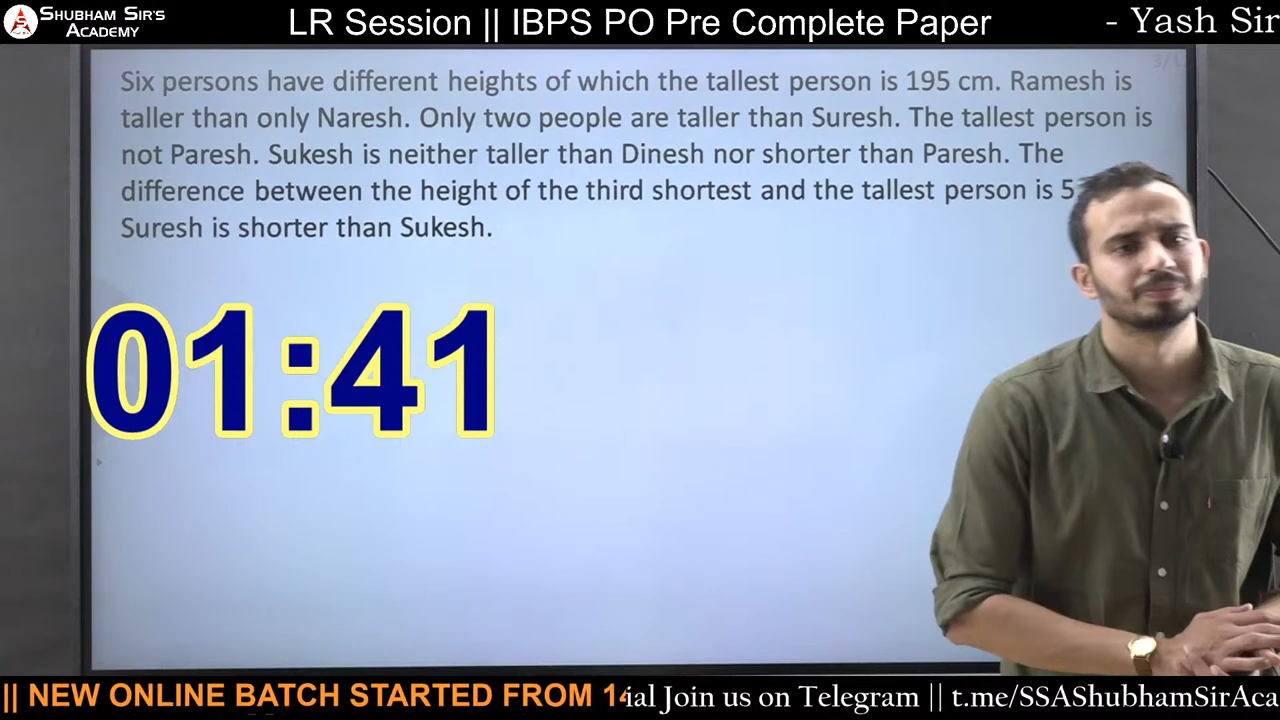 SHUBHAM SIR'S
ACADEMY
LR Session || IBPS PO Pre Complete Paper
- Yash Sir
Six persons have different heights of which the tallest person is 195 cm. Ramesh is
taller than only Naresh. Only two people are taller than Suresh. The tallest person is
not Paresh. Sukesh is neither taller than Dinesh nor shorter than Paresh. The
difference between the height of the third shortest and the tallest person is 5
Suresh is shorter than Sukesh.
01:41
|| NEW ONLINE BATCH STARTED FROM 14
ial Join us on Telegram || t.me/SSAShubhamSirAca